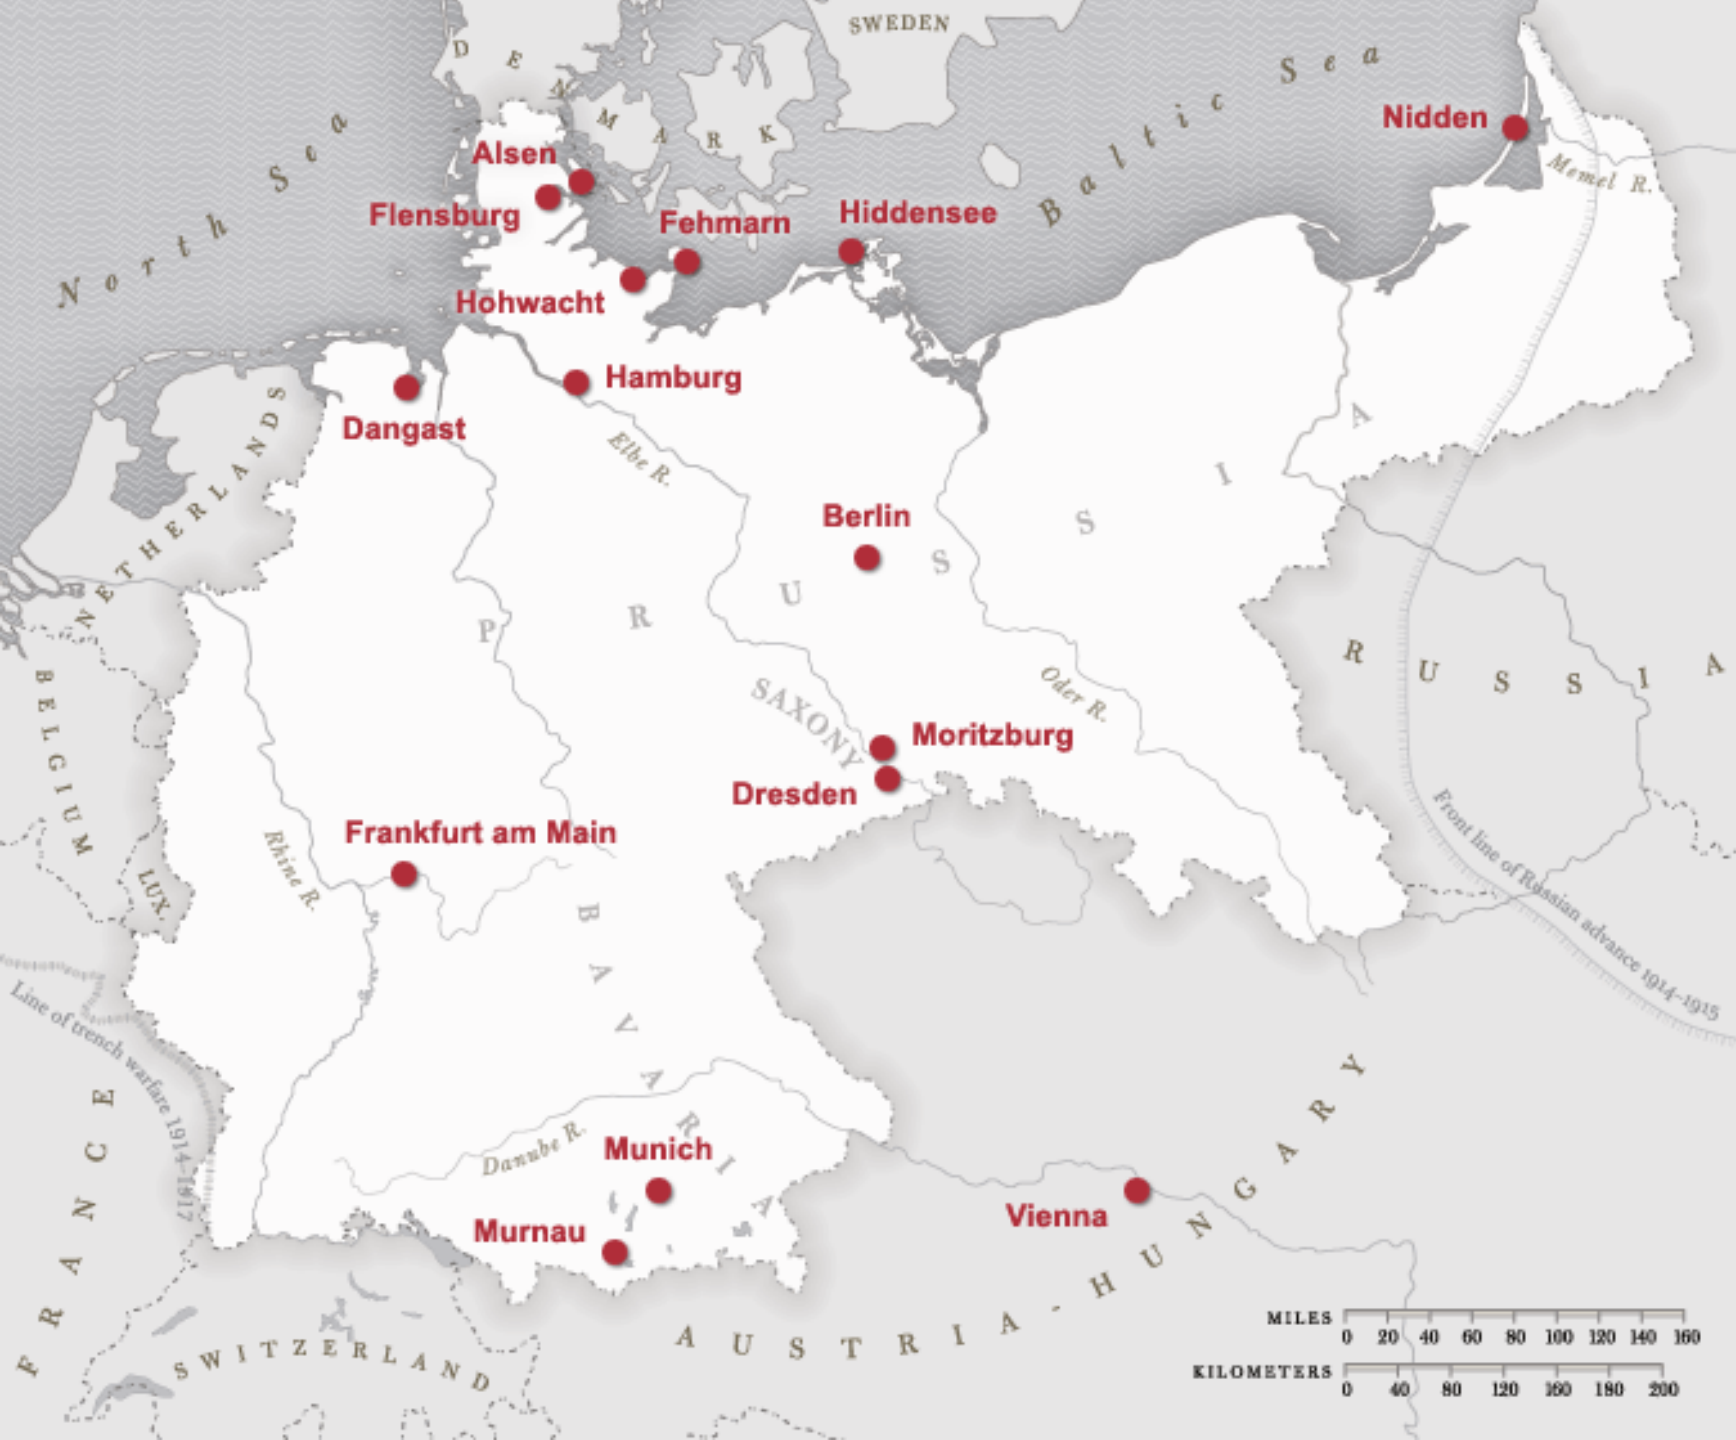 SWEDEN
DENMARK
North Sea
Baltic Sea
Nidden
Memel R.
Alsen
Flensburg
Fehmarn
Hiddensee
Hohwacht
Hamburg
Dangast
Elbe R.
NETHERLANDS
Berlin
PRUSSIA
RUSSIA
BELGIUM
SAXONY
Oder R.
Moritzburg
Dresden
Frankfurt am Main
Rhine R.
LUX.
Front line of Russian advance 1914-1915
BAVARIA
Line of trench warfare 1914-1917
FRANCE
Danube R.
Munich
Murnau
Vienna
AUSTRIA-HUNGARY
SWITZERLAND
MILES
0 20 40 60 80 100 120 140 160
KILOMETERS
0 40 80 120 160 180 200